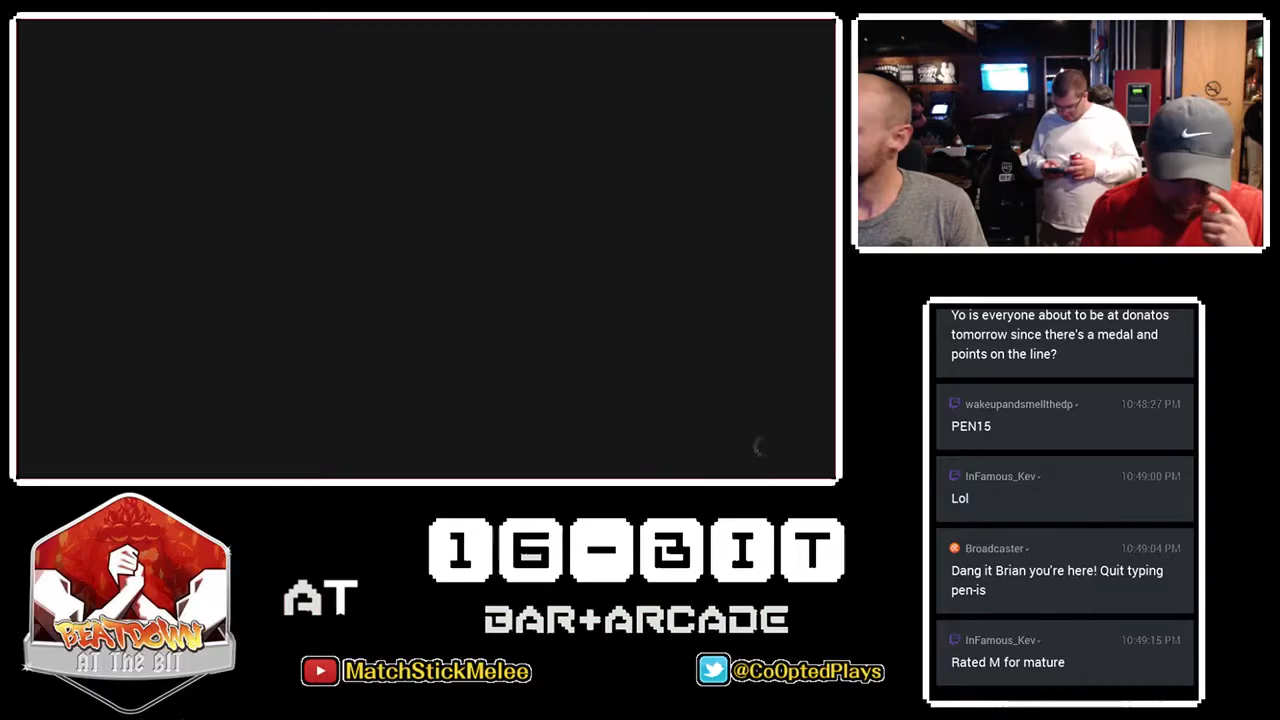 Yo is everyone about to be at donatos
tomorrow since there's a medal and
points on the line?
wakeupandsmellthedp - 10:48:27 PM
PEN15
InFamous_Kev - 10:49:00 PM
Lol
Broadcaster - 10:49:04 PM
Dang it Brian you're here! Quit typing
pen-is
InFamous_Kev - 10:49:15 PM
Rated M for mature
BEATDOWN
AT THE BIT
AT
16-BIT
BAR+ARCADE
MatchStickMelee
@CoOptedPlays